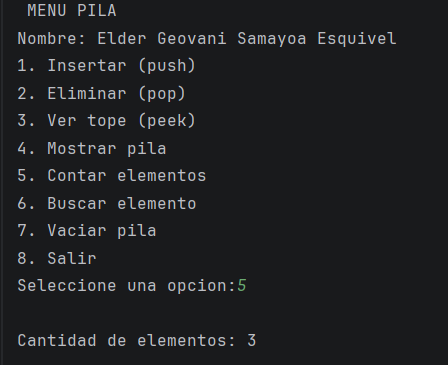 MENU PILA
Nombre: Elder Geovani Samayoa Esquivel
1. Insertar (push)
2. Eliminar (pop)
3. Ver tope (peek)
4. Mostrar pila
5. Contar elementos
6. Buscar elemento
7. Vaciar pila
8. Salir
Seleccione una opcion:5
Cantidad de elementos: 3